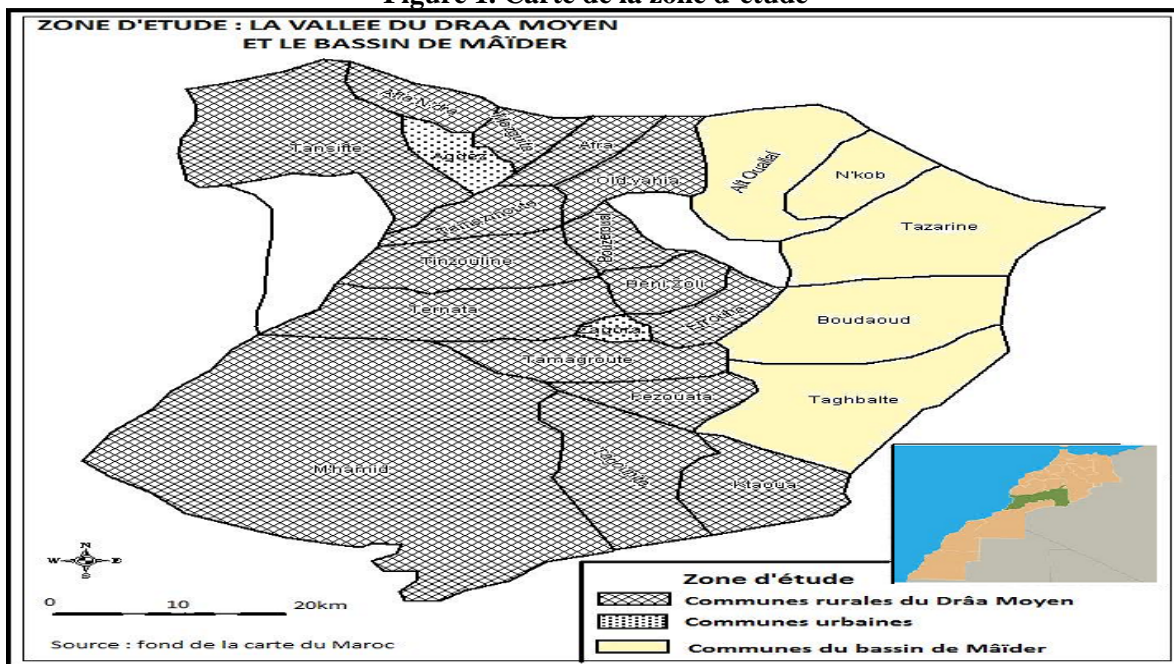 Figure 1. Carte de la zone d'étude
ZONE D'ETUDE : LA VALLEE DU DRAA MOYEN
ET LE BASSIN DE MÂÏDER
Tansifte
Agdez
Afra
Old yahia
Aït Ouallal
N'kob
Tazarine
Tinzouline
Bouzeroual
Béni Zoli
Ternata
Zagora
Boudaoud
Tamagroute
Fezouata
Taghbalte
M'hamid
Ktaoua
N
W E
S
0 10 20km
Source : fond de la carte du Maroc
Zone d'étude
Communes rurales du Drâa Moyen
Communes urbaines
Communes du bassin de Mâïder